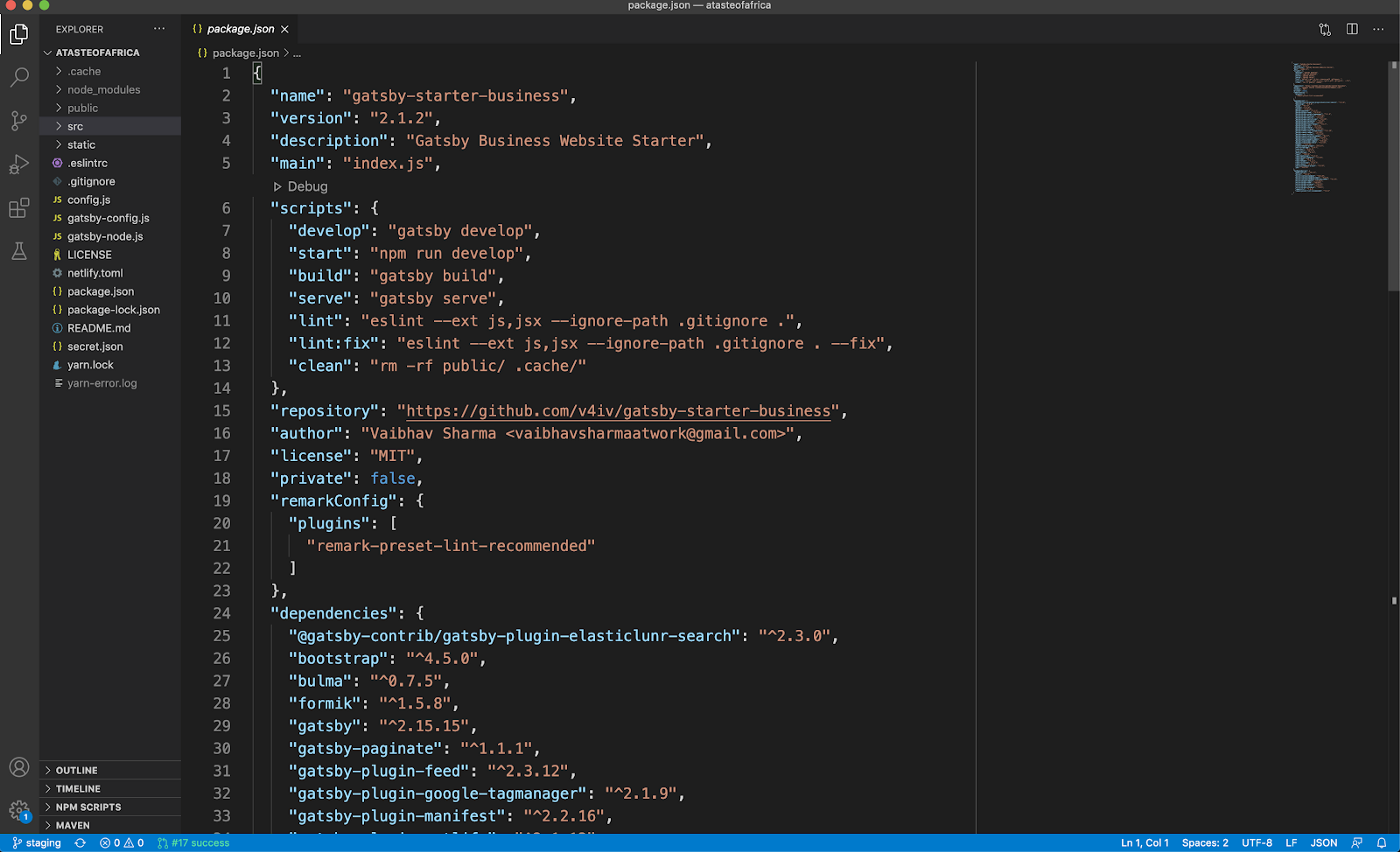 package.json — atasteofafrica
EXPLORER
ATASTEOFAFRICA
.cache
node_modules
public
src
static
.eslintrc
.gitignore
JS config.js
JS gatsby-config.js
JS gatsby-node.js
LICENSE
netlify.toml
{} package.json
{} package-lock.json
README.md
{} secret.json
yarn.lock
yarn-error.log
OUTLINE
TIMELINE
NPM SCRIPTS
MAVEN
1
{} package.json ×
{} package.json > ...
1 {
2 "name": "gatsby-starter-business",
3 "version": "2.1.2",
4 "description": "Gatsby Business Website Starter",
5 "main": "index.js",
Debug
6 "scripts": {
7 "develop": "gatsby develop",
8 "start": "npm run develop",
9 "build": "gatsby build",
10 "serve": "gatsby serve",
11 "lint": "eslint --ext js,jsx --ignore-path .gitignore .",
12 "lint:fix": "eslint --ext js,jsx --ignore-path .gitignore . --fix",
13 "clean": "rm -rf public/ .cache/"
14 },
15 "repository": "https://github.com/v4iv/gatsby-starter-business",
16 "author": "Vaibhav Sharma <vaibhavsharmaatwork@gmail.com>",
17 "license": "MIT",
18 "private": false,
19 "remarkConfig": {
20 "plugins": [
21 "remark-preset-lint-recommended"
22 ]
23 },
24 "dependencies": {
25 "@gatsby-contrib/gatsby-plugin-elasticlunr-search": "^2.3.0",
26 "bootstrap": "^4.5.0",
27 "bulma": "^0.7.5",
28 "formik": "^1.5.8",
29 "gatsby": "^2.15.15",
30 "gatsby-paginate": "^1.1.1",
31 "gatsby-plugin-feed": "^2.3.12",
32 "gatsby-plugin-google-tagmanager": "^2.1.9",
33 "gatsby-plugin-manifest": "^2.2.16",
staging
0 0
#17 success
Ln 1, Col 1
Spaces: 2
UTF-8
LF
JSON